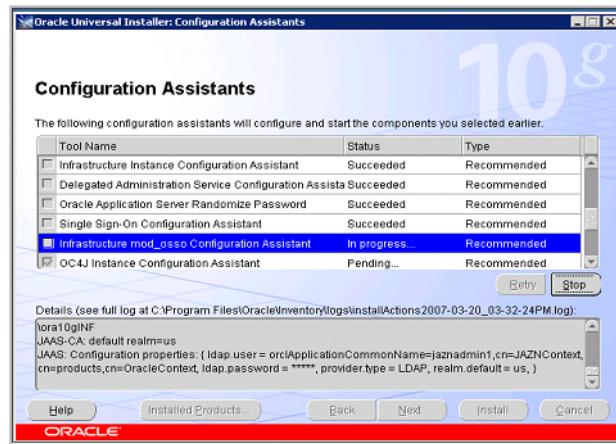 Oracle Universal Installer: Configuration Assistants
10g
Configuration Assistants
The following configuration assistants will configure and start the components you selected earlier.
Tool Name Status Type
Infrastructure Instance Configuration Assistant Succeeded Recommended
Delegated Administration Service Configuration Assista Succeeded Recommended
Oracle Application Server Randomize Password Succeeded Recommended
Single Sign-On Configuration Assistant Succeeded Recommended
Infrastructure mod_osso Configuration Assistant In progress... Recommended
OC4J Instance Configuration Assistant Pending... Recommended
Retry Stop
Details (see full log at C:\Program Files\Oracle\Inventory\logs\installActions2007-03-20_03-32-24PM.log):
\ora10gINF
JAAS-CA: default realm=us
JAAS: Configuration properties: { ldap.user = orclApplicationCommonName=jaznadmin1,cn=JAZNContext,
cn=products,cn=OracleContext, ldap.password = *****, provider.type = LDAP, realm.default = us, }
Help Installed Products... Back Next Install Cancel
ORACLE